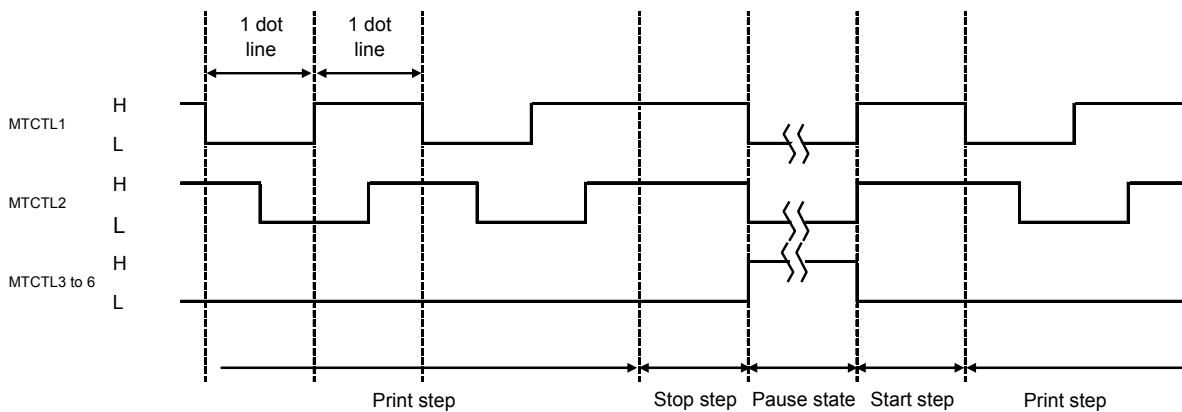 1 dot
line
1 dot
line
MTCTL1
H
L
MTCTL2
H
L
MTCTL3 to 6
H
L
Print step
Stop step
Pause state
Start step
Print step